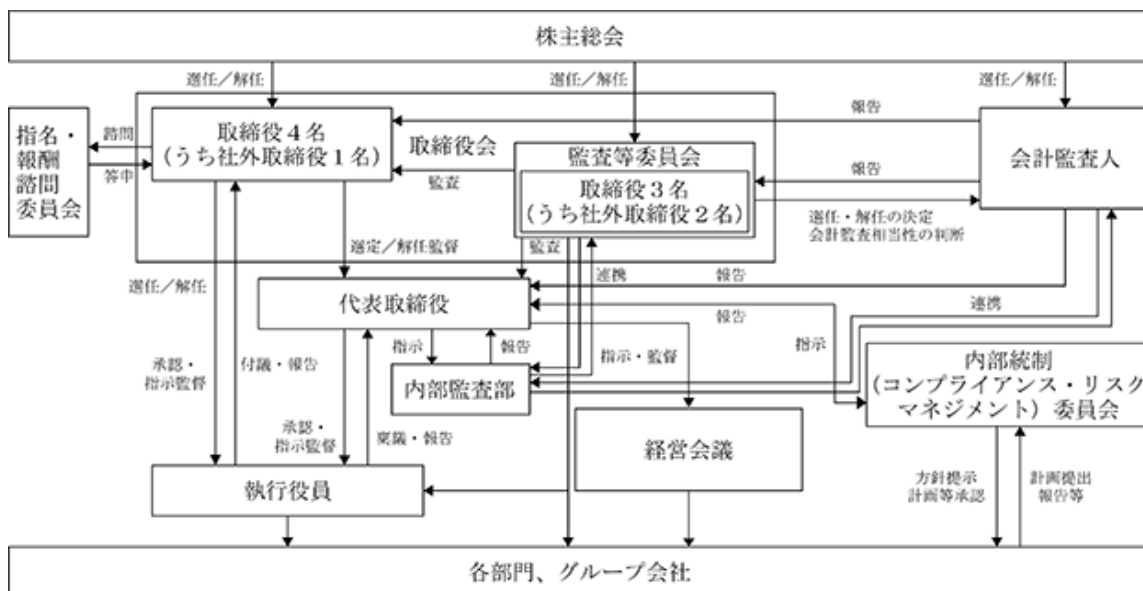 株主総会
選任／解任
選任／解任
選任／解任
指名・
報酬
諮問
委員会
諮問
答申
取締役４名
（うち社外取締役１名）
取締役会
監査
監査等委員会
取締役３名
（うち社外取締役２名）
報告
報告
会計監査人
選任・解任の決定
会計監査相当性の判断
選定／解任監督
監査
選任／解任
連携
報告
代表取締役
報告
連携
指示
承認・
指示監督
付議・報告
指示
報告
指示・監督
内部監査部
内部統制
（コンプライアンス・リスク
マネジメント）委員会
承認・
指示監督
稟議・報告
経営会議
執行役員
方針提示
計画等承認
計画提出
報告等
各部門、グループ会社